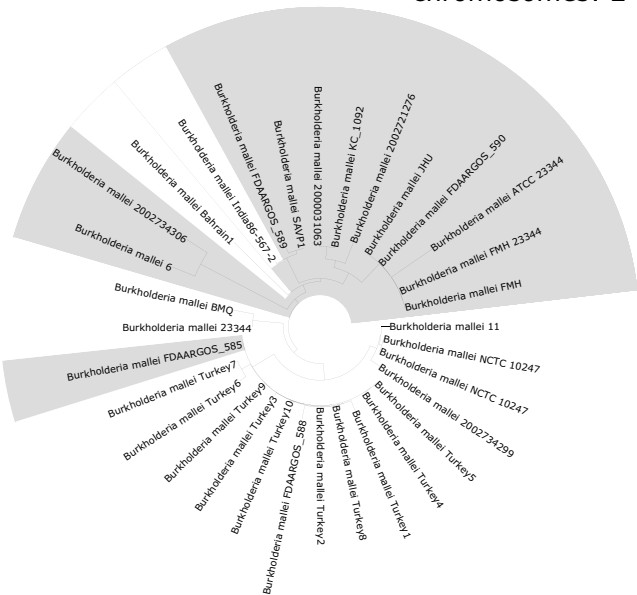 Burkholderia mallei FDAARGOS_589
Burkholderia mallei SAVP1
Burkholderia mallei 2000031063
Burkholderia mallei KC_1092
Burkholderia mallei 2002721276
Burkholderia mallei JHU
Burkholderia mallei FDAARGOS_590
Burkholderia mallei ATCC 23344
Burkholderia mallei FMH 23344
Burkholderia mallei FMH
Burkholderia mallei 11
Burkholderia mallei NCTC 10247
Burkholderia mallei NCTC 10247
Burkholderia mallei 2002734299
Burkholderia mallei Turkey5
Burkholderia mallei Turkey4
Burkholderia mallei Turkey1
Burkholderia mallei Turkey8
Burkholderia mallei Turkey2
Burkholderia mallei FDAARGOS_588
Burkholderia mallei Turkey10
Burkholderia mallei Turkey3
Burkholderia mallei Turkey9
Burkholderia mallei Turkey6
Burkholderia mallei Turkey7
Burkholderia mallei FDAARGOS_585
Burkholderia mallei 23344
Burkholderia mallei BMQ
Burkholderia mallei 6
Burkholderia mallei 2002734306
Burkholderia mallei Bahrain1
Burkholderia mallei India86-567-2